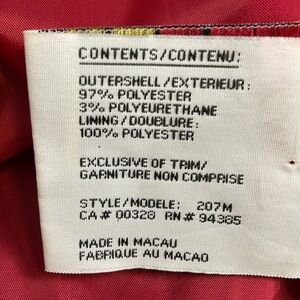 CONTENTS/CONTENU:
OUTERSHELL/EXTERIEUR:
97% POLYESTER
3% POLYEURETHANE
LINING/DOUBLURE:
100% POLYESTER
EXCLUSIVE OF TRIM/
GARNITURE NON COMPRISE
STYLE/MODELE: 207M
CA# 00328 RN# 94385
MADE IN MACAU
FABRIQUE AU MACAO